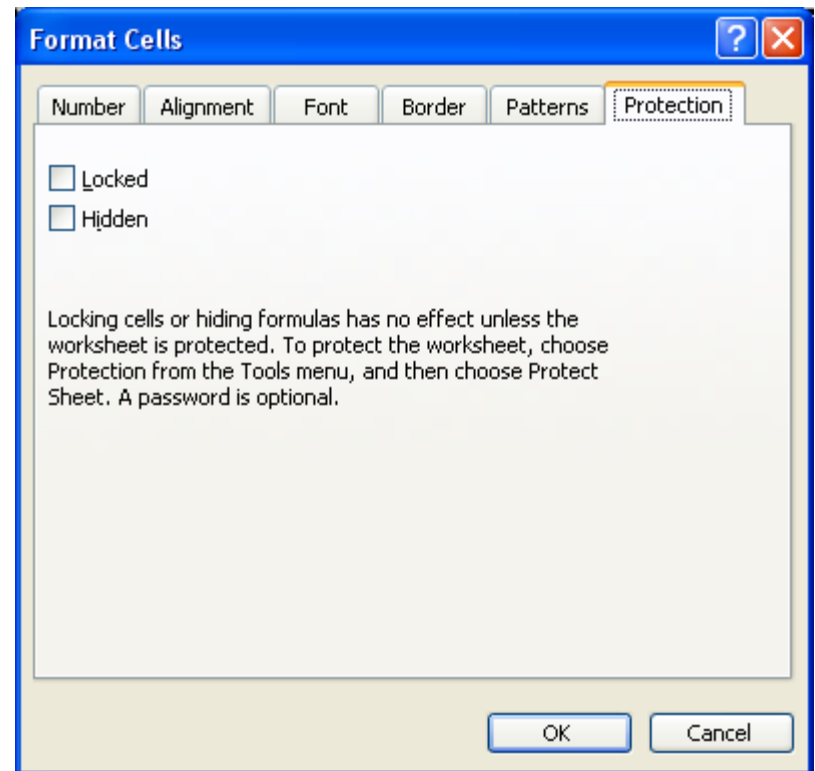 Format Cells
?
Number Alignment Font Border Patterns Protection
Locked
Hidden
Locking cells or hiding formulas has no effect unless the
worksheet is protected. To protect the worksheet, choose
Protection from the Tools menu, and then choose Protect
Sheet. A password is optional.
OK Cancel